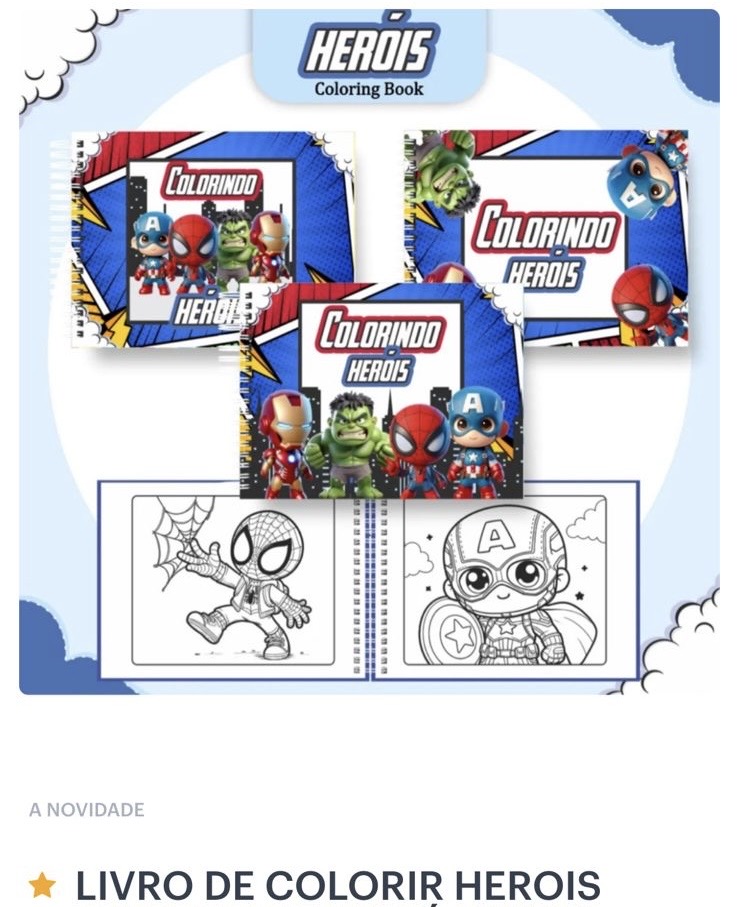 HERÓIS
Coloring Book
COLORINDO
HERÓIS
COLORINDO
HERÓIS
COLORINDO
HERÓIS
A NOVIDADE
LIVRO DE COLORIR HEROIS